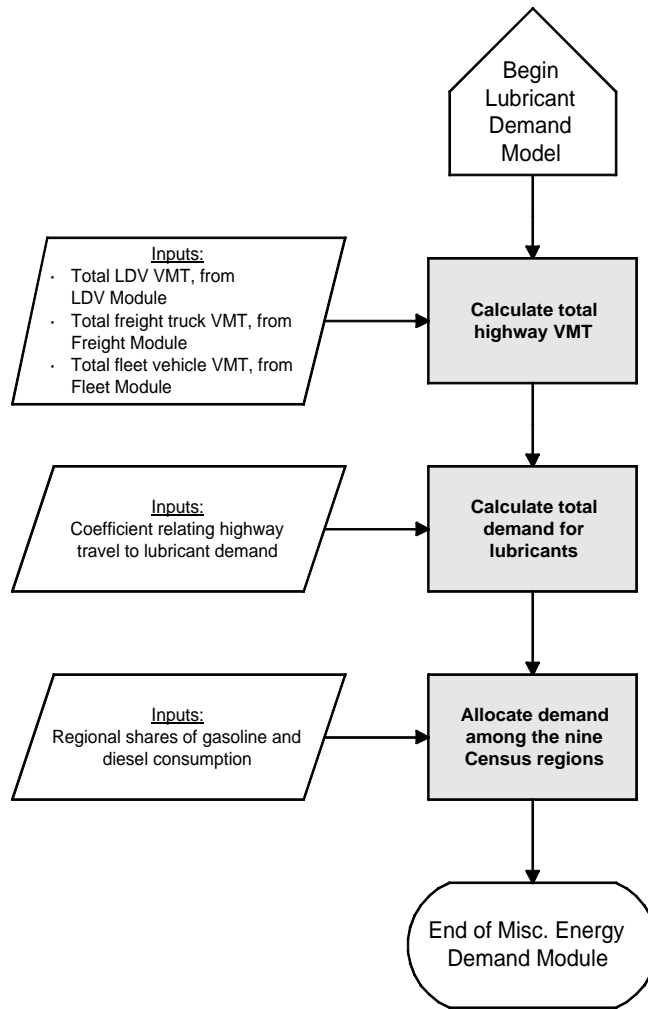 Begin
Lubricant
Demand
Model
Inputs:
· Total LDV VMT, from
LDV Module
· Total freight truck VMT, from
Freight Module
· Total fleet vehicle VMT, from
Fleet Module
Calculate total
highway VMT
Inputs:
Coefficient relating highway
travel to lubricant demand
Calculate total
demand for
lubricants
Inputs:
Regional shares of gasoline and
diesel consumption
Allocate demand
among the nine
Census regions
End of Misc. Energy
Demand Module